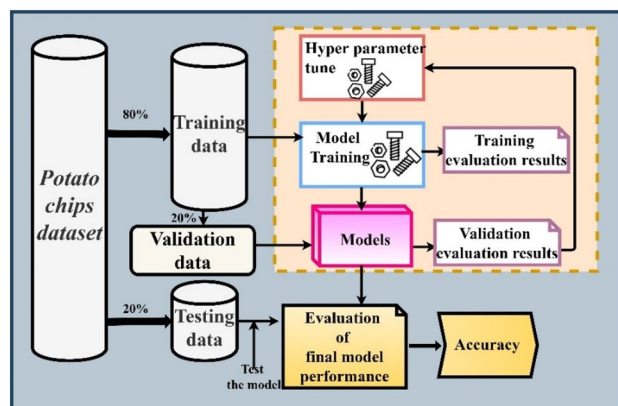 Potato
chips
dataset
80%
Training
data
20%
Validation
data
20%
Testing
data
Test
the model
Hyper parameter
tune
Model
Training
Training
evaluation results
Models
Validation
evaluation results
Evaluation
of
final model
performance
Accuracy